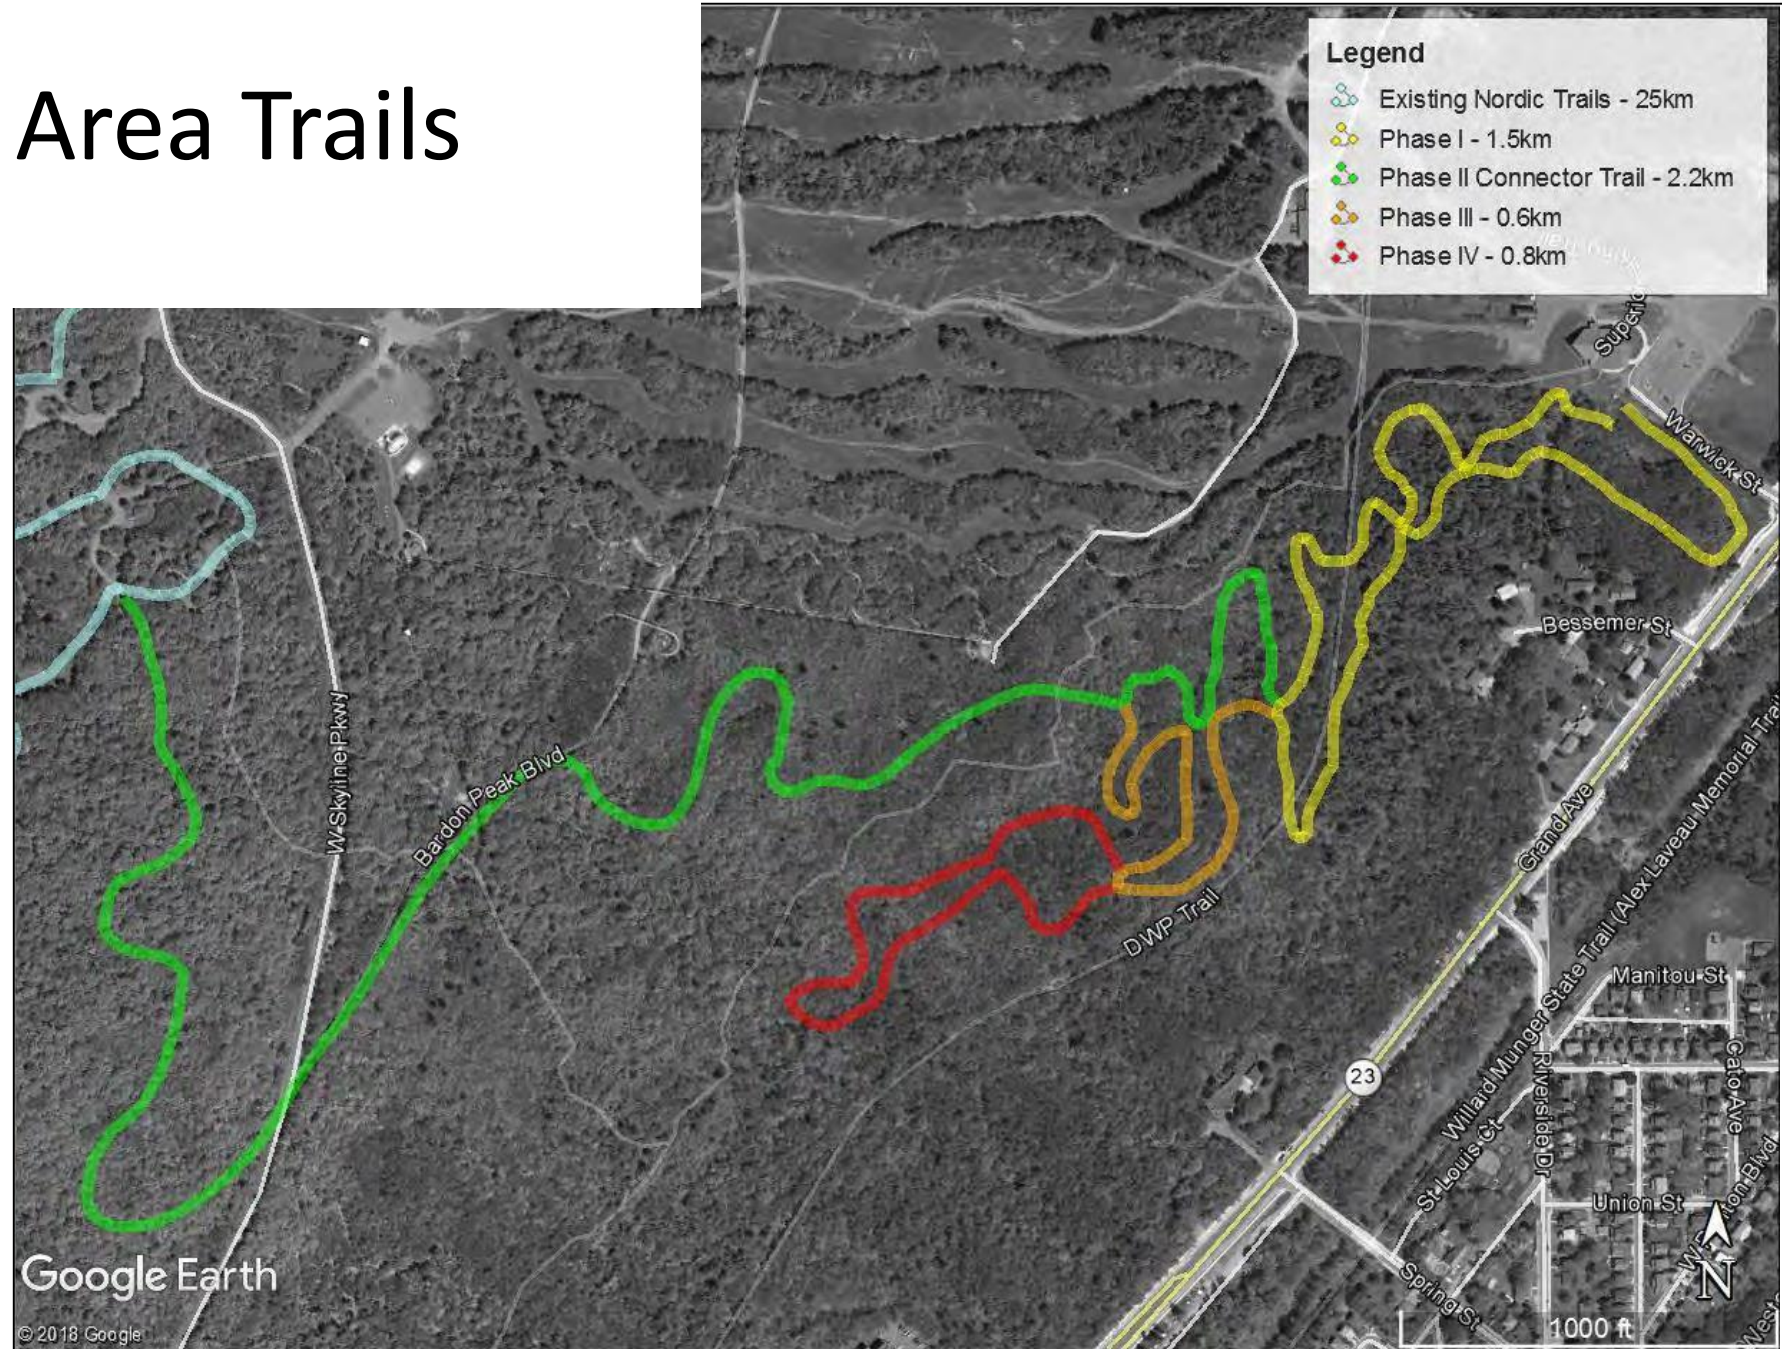 Area Trails
Legend
Existing Nordic Trails - 25km
Phase I - 1.5km
Phase II Connector Trail - 2.2km
Phase III - 0.6km
Phase IV - 0.8km
Warwick St
Bessemer St
W Skyline Pkwy
Bardon Peak Blvd
Grand Ave
DWP Trail
Willard Munger State Trail (Alex Laveau Memorial Trail
Manitou St
23
Riverside Dr
Cato Ave
St Louis Ct
Union St
Spring St
N
1000 ft
Google Earth
© 2018 Google